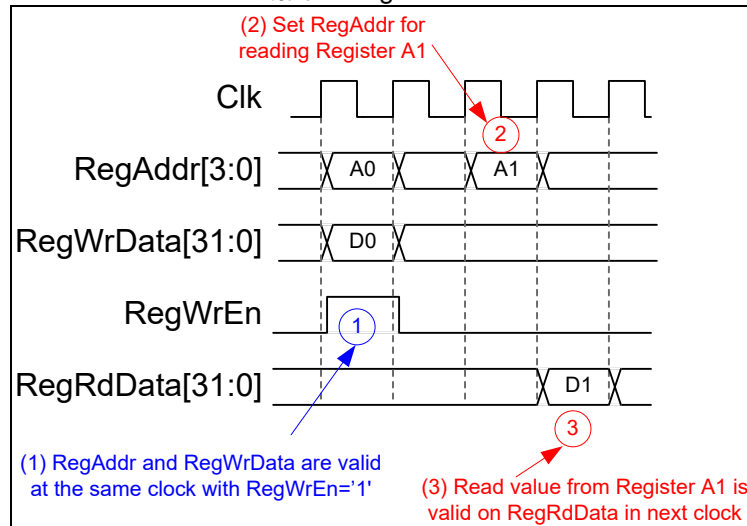 (2) Set RegAddr for
reading Register A1
Clk
2
RegAddr[3:0]
A0
A1
RegWrData[31:0]
D0
RegWrEn
1
RegRdData[31:0]
D1
3
(1) RegAddr and RegWrData are valid
at the same clock with RegWrEn='1'
(3) Read value from Register A1 is
valid on RegRdData in next clock